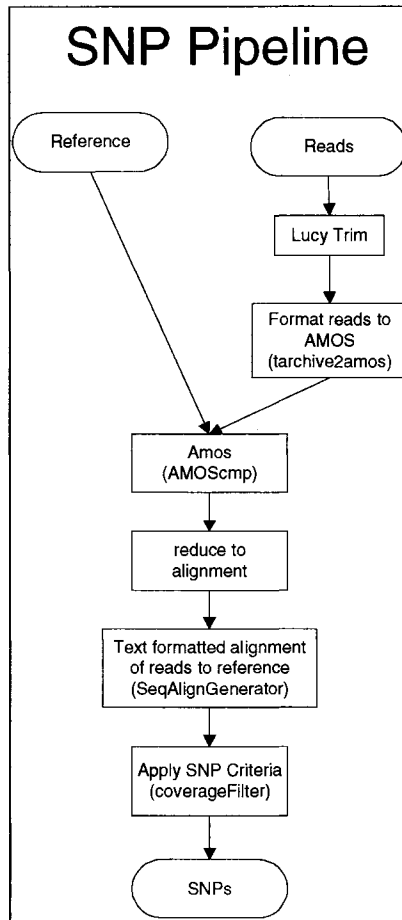 SNP Pipeline
Reference
Reads
Lucy Trim
Format reads to
AMOS
(tarchive2amos)
Amos
(AMOScmp)
reduce to
alignment
Text formatted alignment
of reads to reference
(SeqAlignGenerator)
Apply SNP Criteria
(coverageFilter)
SNPs